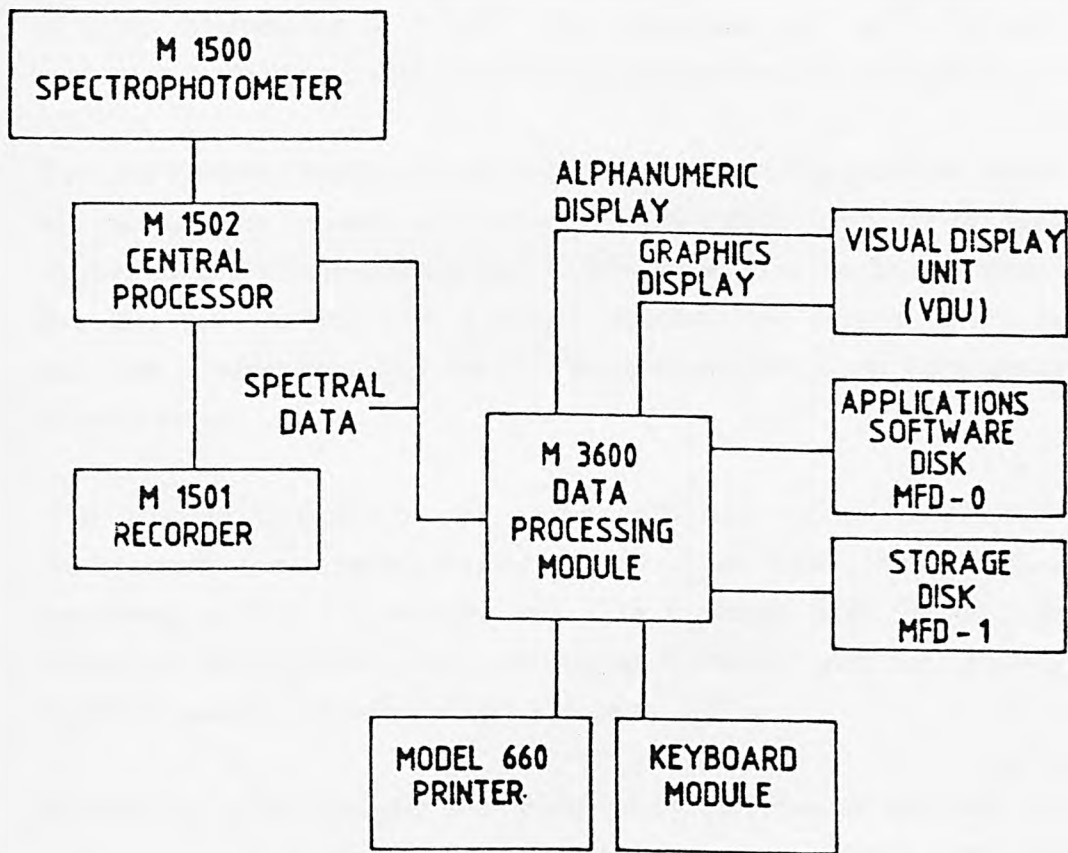 M 1500
SPECTROPHOTOMETER
M 1502
CENTRAL
PROCESSOR
SPECTRAL
DATA
M 1501
RECORDER
ALPHANUMERIC
DISPLAY
GRAPHICS
DISPLAY
VISUAL DISPLAY
UNIT
(VDU)
APPLICATIONS
SOFTWARE
DISK
MFD-0
M 3600
DATA
PROCESSING
MODULE
STORAGE
DISK
MFD-1
MODEL 660
PRINTER
KEYBOARD
MODULE